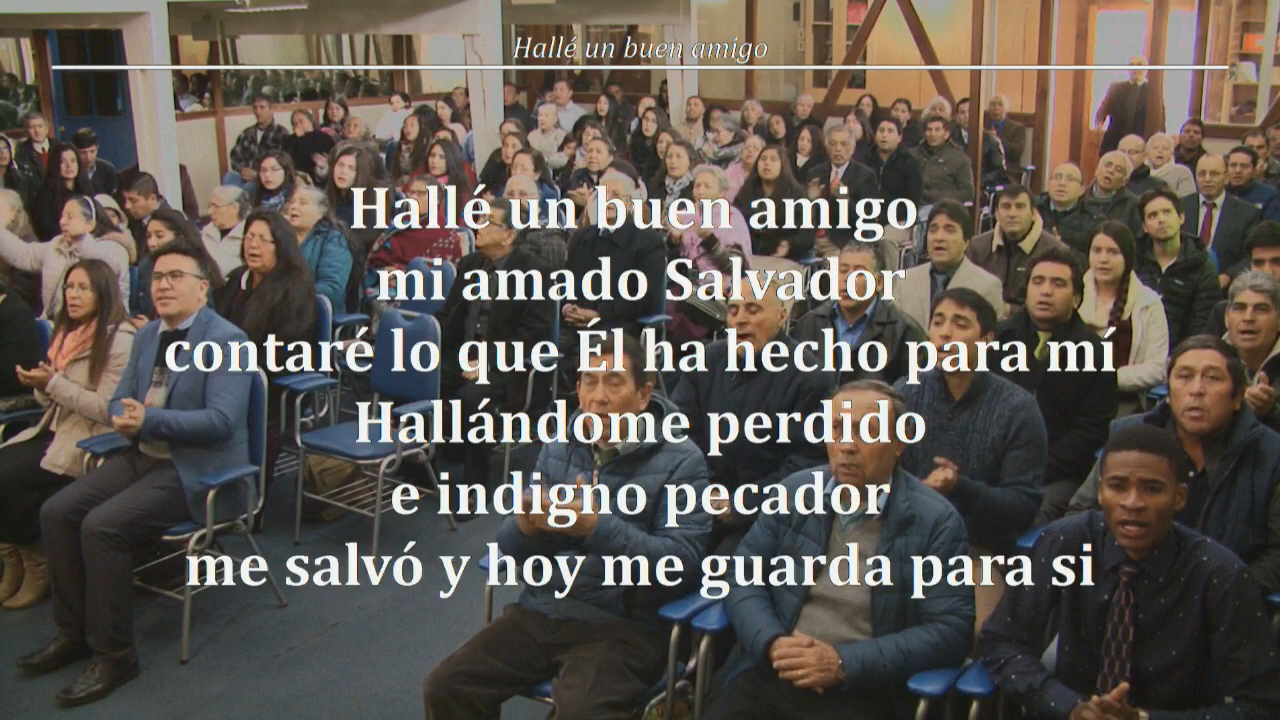 Hallé un buen amigo
Hallé un buen amigo
mi amado Salvador
contaré lo que Él ha hecho para mí
Hallándome perdido
e indigno pecador
me salvó y hoy me guarda para si